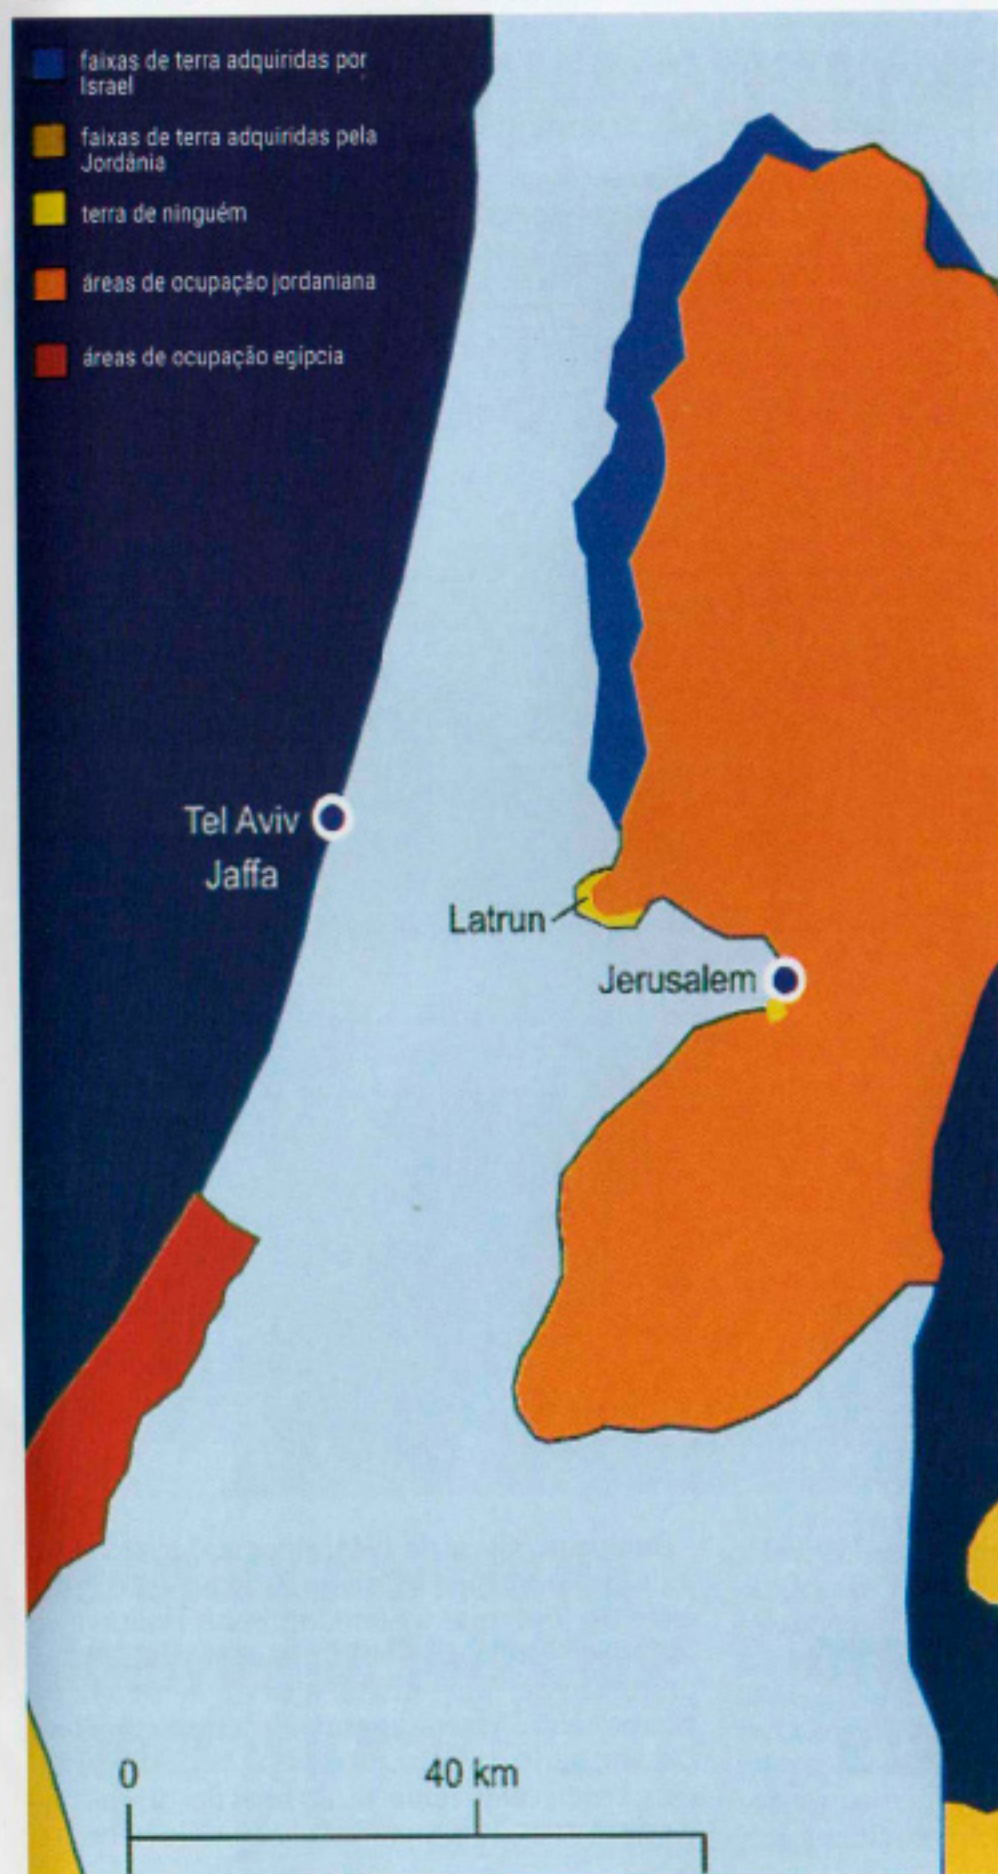 faixas de terra adquiridas por
Israel
faixas de terra adquiridas pela
Jordânia
terra de ninguém
áreas de ocupação jordaniana
áreas de ocupação egípcia
Tel Aviv
Jaffa
Latrun
Jerusalem
0 40 km